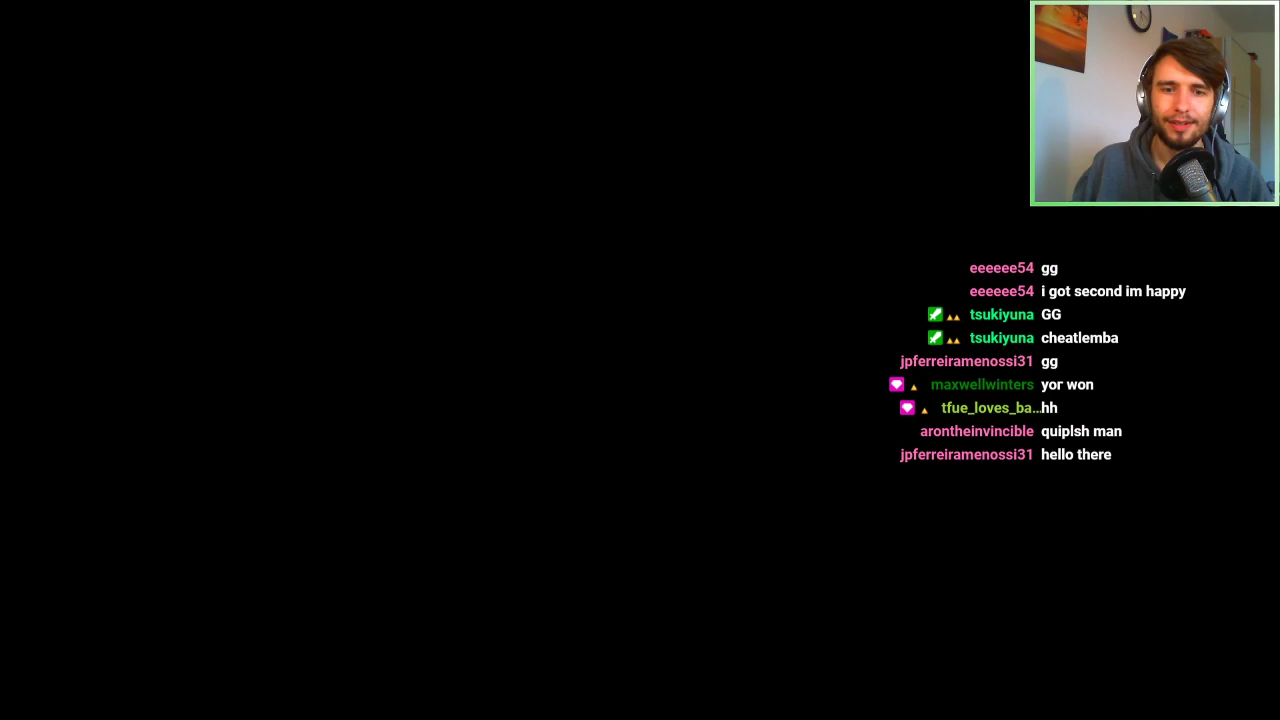 eeeeee54 gg
eeeeee54 i got second im happy
tsukiyuna GG
tsukiyuna cheatlemba
jpferreiramenossi31 gg
maxwellwinters yor won
tfue_loves_ba…hh
arontheinvincible quiplsh man
jpferreiramenossi31 hello there